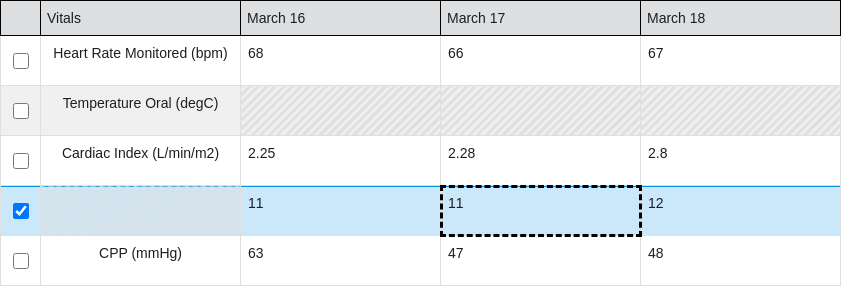 Vitals March 16 March 17 March 18
Heart Rate Monitored (bpm) 68 66 67
Temperature Oral (degC)
Cardiac Index (L/min/m2) 2.25 2.28 2.8
11 11 12
CPP (mmHg) 63 47 48